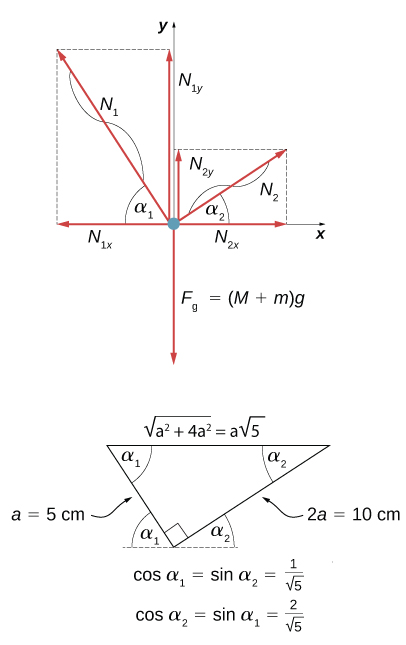 y
N₁y
N₁
N₂y
N₂
α₁
α₂
N₁x
N₂x
x
Fg = (M + m)g
√a² + 4a² = a√5
α₁
α₂
a = 5 cm
2a = 10 cm
α₁
α₂
cos α₁ = sin α₂ = 1/√5
cos α₂ = sin α₁ = 2/√5